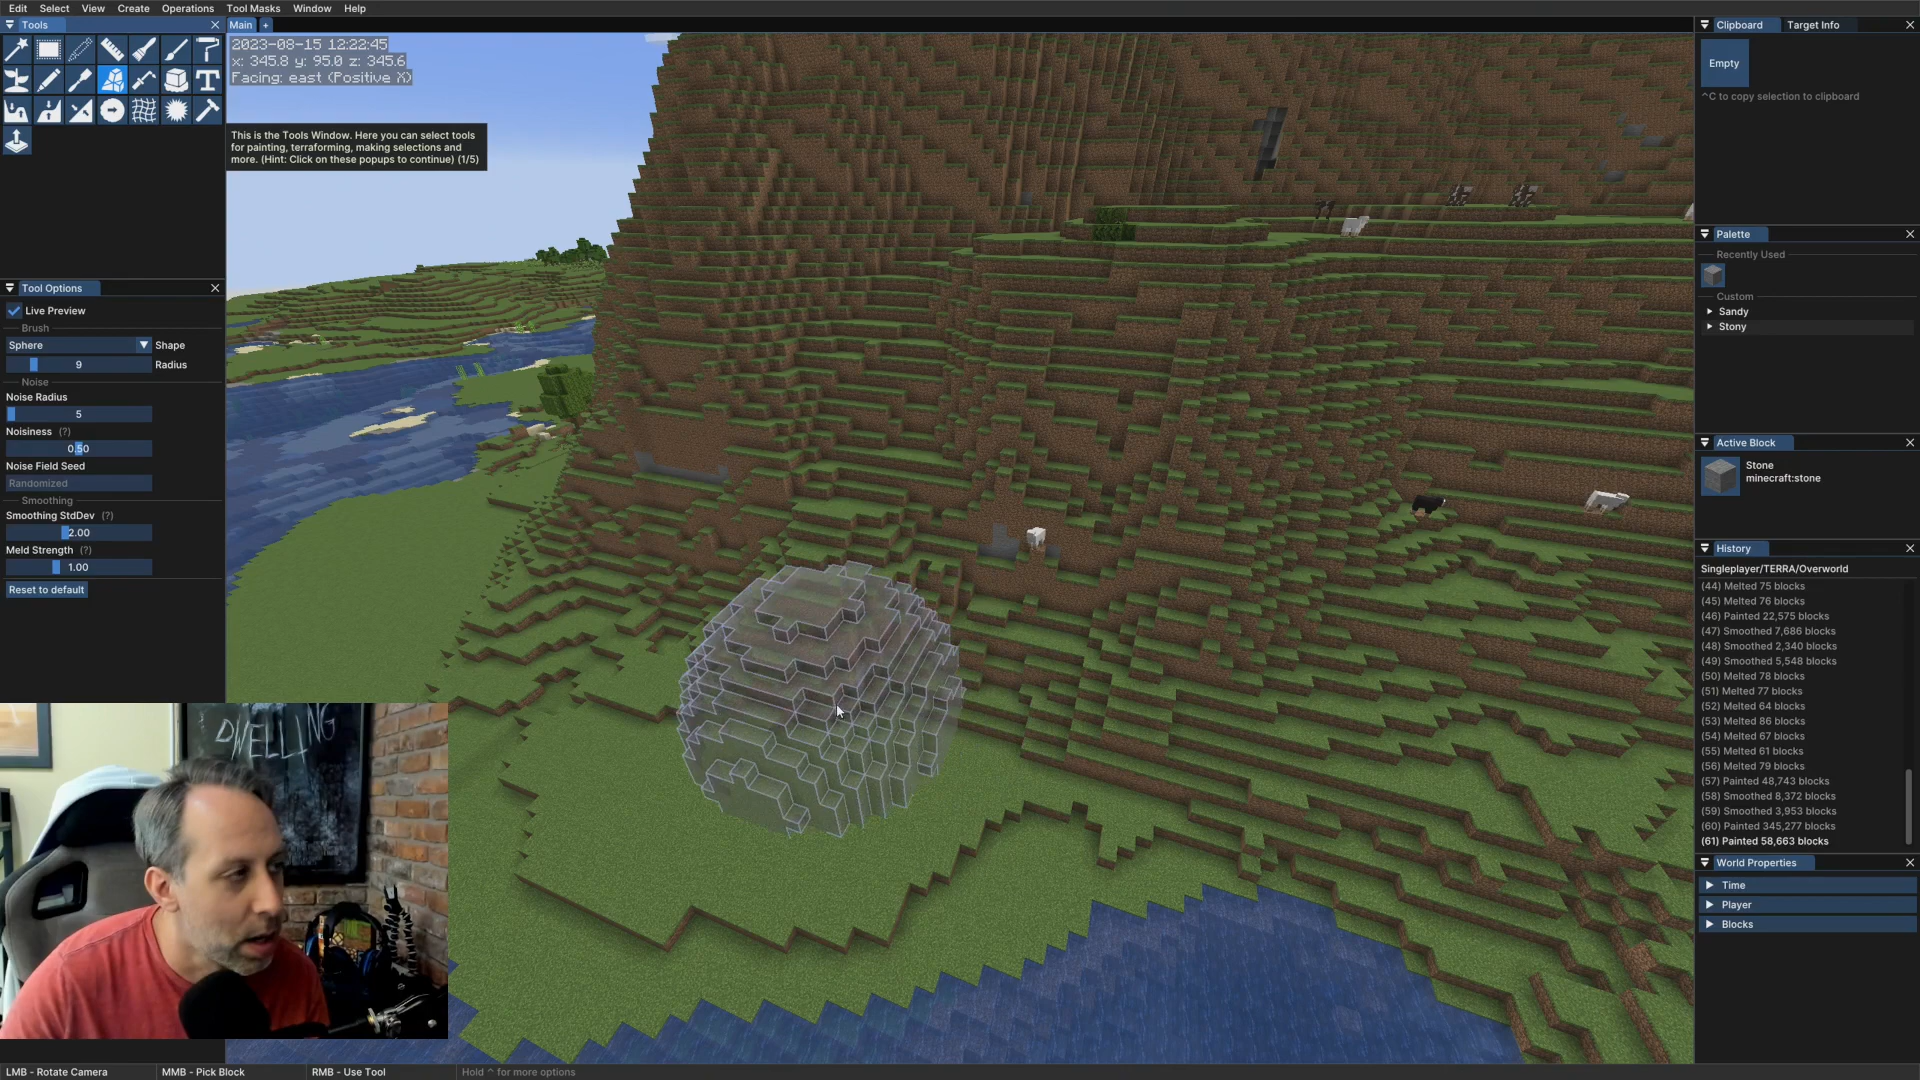 Edit Select View Create Operations Tool Masks Window Help
Tools
Main +
2023-08-15 12:22:45
x: 345.8 y: 95.0 z: 345.6
Facing: east (Positive X)
This is the Tools Window. Here you can select tools
for painting, terraforming, making selections and
more. (Hint: Click on these popups to continue) (1/5)
Tool Options
Live Preview
Brush
Sphere Shape
9 Radius
Noise
Noise Radius
5
Noisiness (?)
0.50
Noise Field Seed
Randomized
Smoothing
Smoothing StdDev (?)
2.00
Meld Strength (?)
1.00
Reset to default
DWELLING
LMB - Rotate Camera MMB - Pick Block RMB - Use Tool Hold ^ for more options
Clipboard Target Info
Empty
^C to copy selection to clipboard
Palette
Recently Used
Custom
Sandy
Stony
Active Block
Stone
minecraft:stone
History
Singleplayer/TERRA/Overworld
(44) Melted 75 blocks
(45) Melted 76 blocks
(46) Painted 22,575 blocks
(47) Smoothed 7,686 blocks
(48) Smoothed 2,340 blocks
(49) Smoothed 5,548 blocks
(50) Melted 78 blocks
(51) Melted 77 blocks
(52) Melted 64 blocks
(53) Melted 86 blocks
(54) Melted 67 blocks
(55) Melted 61 blocks
(56) Melted 79 blocks
(57) Painted 48,743 blocks
(58) Smoothed 8,372 blocks
(59) Smoothed 3,953 blocks
(60) Painted 345,277 blocks
(61) Painted 58,663 blocks
World Properties
Time
Player
Blocks